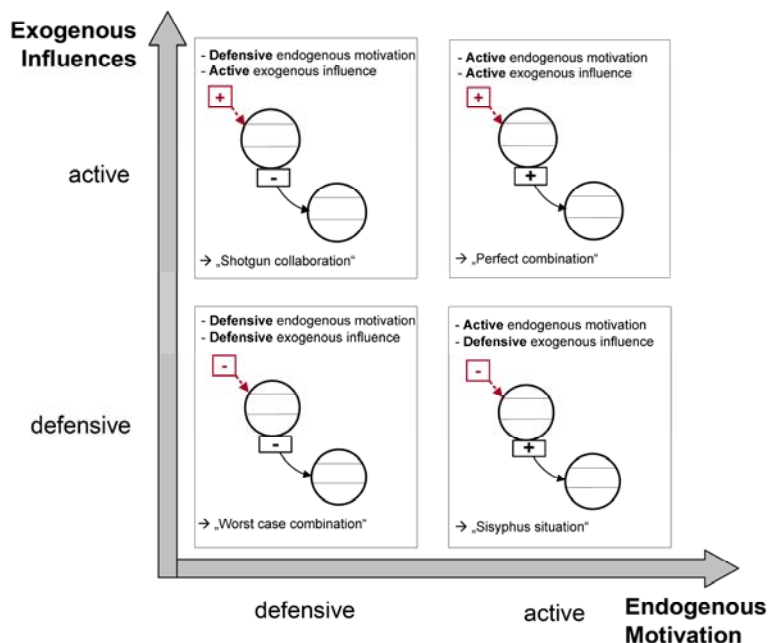 Exogenous
Influences
- Defensive endogenous motivation
- Active exogenous influence
+
-
→ „Shotgun collaboration“
- Active endogenous motivation
- Active exogenous influence
+
+
→ „Perfect combination“
active
- Defensive endogenous motivation
- Defensive exogenous influence
-
-
→ „Worst case combination“
- Active endogenous motivation
- Defensive exogenous influence
-
+
→ „Sisyphus situation“
defensive
defensive
active
Endogenous
Motivation